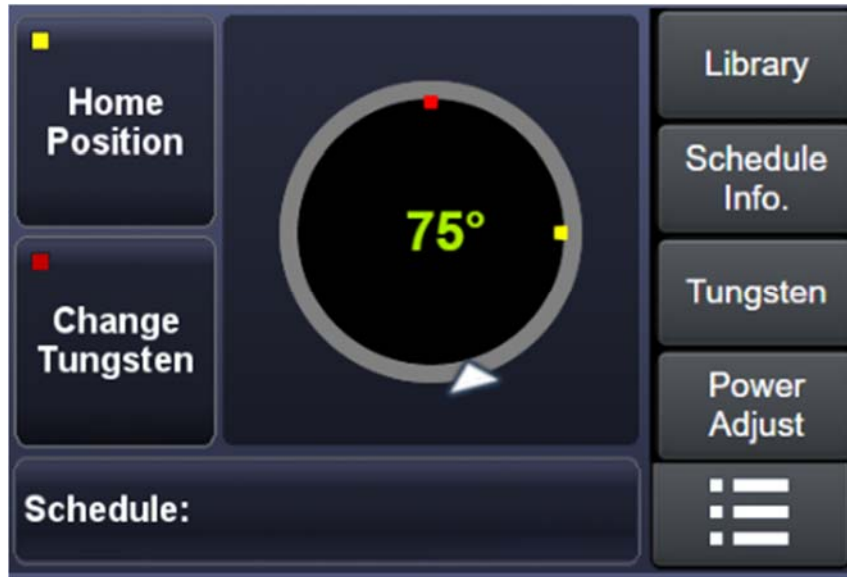 Home
Position
Change
Tungsten
75°
Schedule:
Library
Schedule
Info.
Tungsten
Power
Adjust